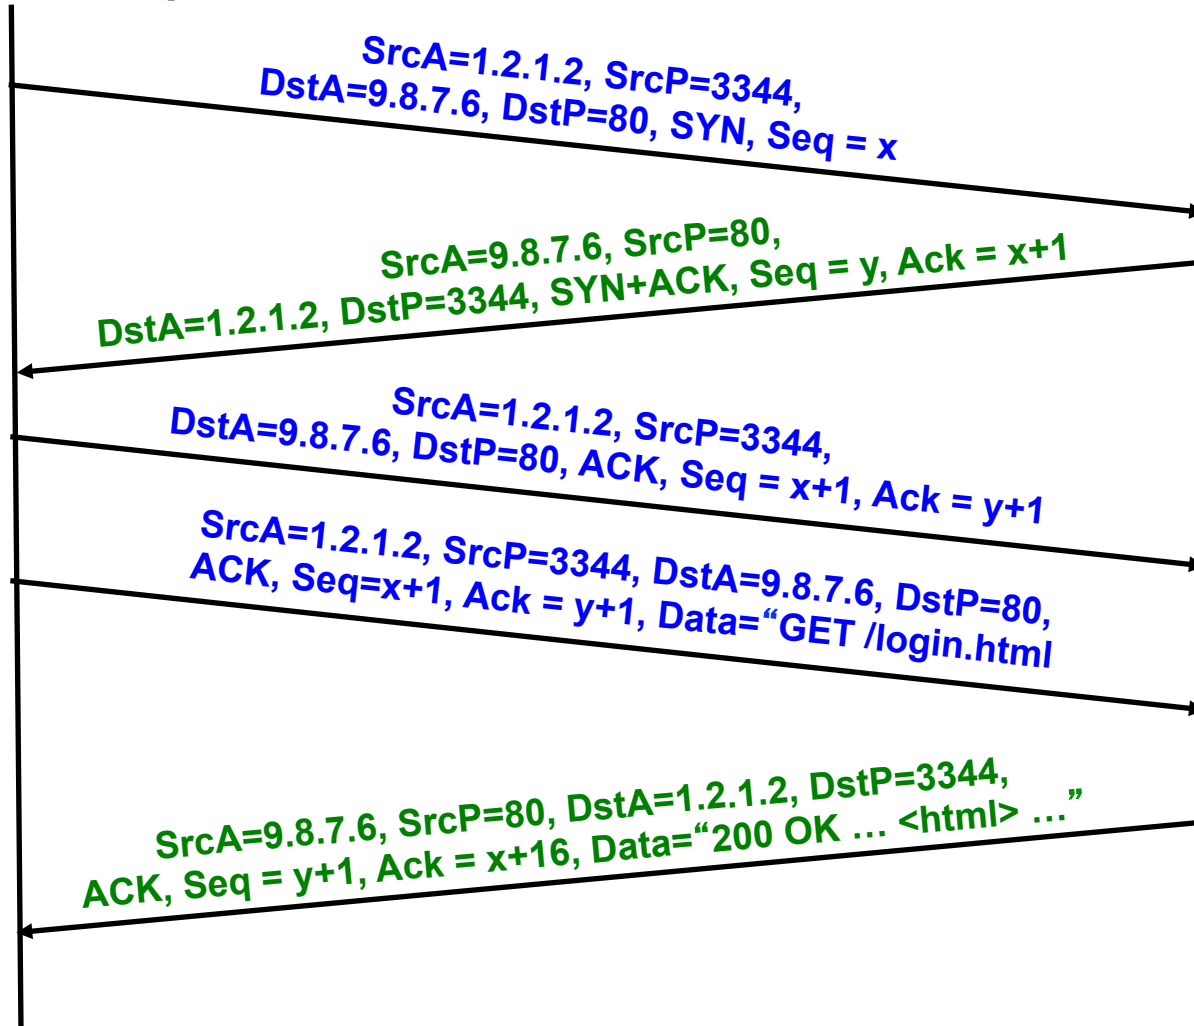 SrcA=1.2.1.2, SrcP=3344,
DstA=9.8.7.6, DstP=80, SYN, Seq = x
SrcA=9.8.7.6, SrcP=80,
DstA=1.2.1.2, DstP=3344, SYN+ACK, Seq = y, Ack = x+1
SrcA=1.2.1.2, SrcP=3344,
DstA=9.8.7.6, DstP=80, ACK, Seq = x+1, Ack = y+1
SrcA=1.2.1.2, SrcP=3344, DstA=9.8.7.6, DstP=80,
ACK, Seq=x+1, Ack = y+1, Data=“GET /login.html
SrcA=9.8.7.6, SrcP=80, DstA=1.2.1.2, DstP=3344,
ACK, Seq = y+1, Ack = x+16, Data=“200 OK … <html> …”